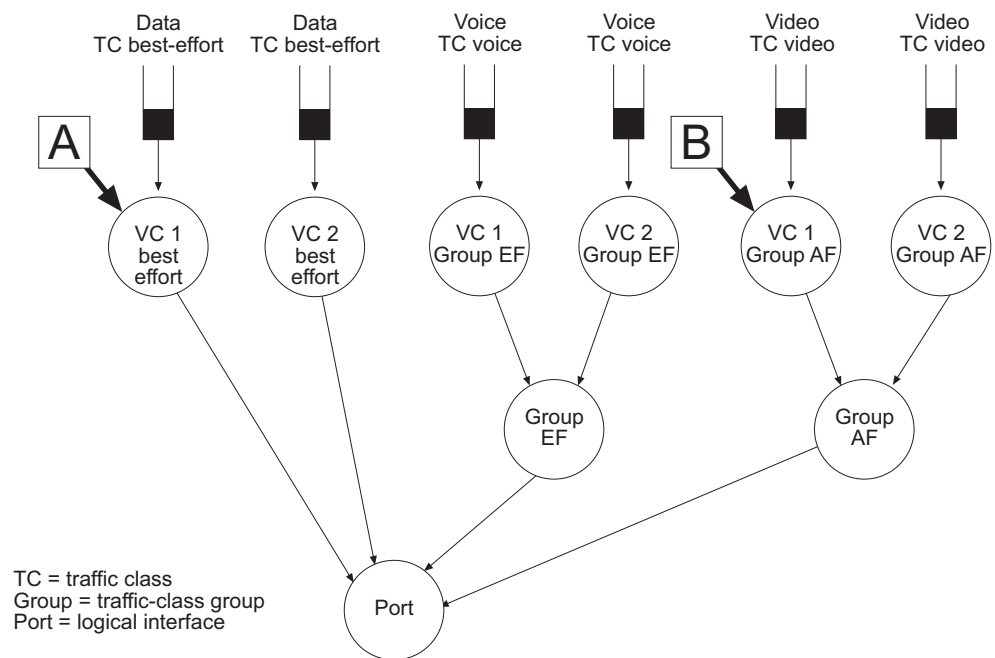 Data
TC best-effort
Data
TC best-effort
Voice
TC voice
Voice
TC voice
Video
TC video
Video
TC video
A
B
VC 1
best
effort
VC 2
best
effort
VC 1
Group EF
VC 2
Group EF
VC 1
Group AF
VC 2
Group AF
Group
EF
Group
AF
Port
TC = traffic class
Group = traffic-class group
Port = logical interface